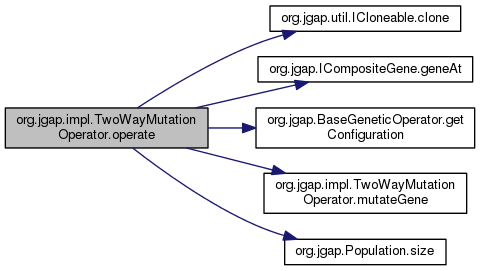 org.jgap.util.ICloneable.clone
org.jgap.ICompositeGene.geneAt
org.jgap.impl.TwoWayMutation
Operator.operate
org.jgap.BaseGeneticOperator.get
Configuration
org.jgap.impl.TwoWayMutation
Operator.mutateGene
org.jgap.Population.size